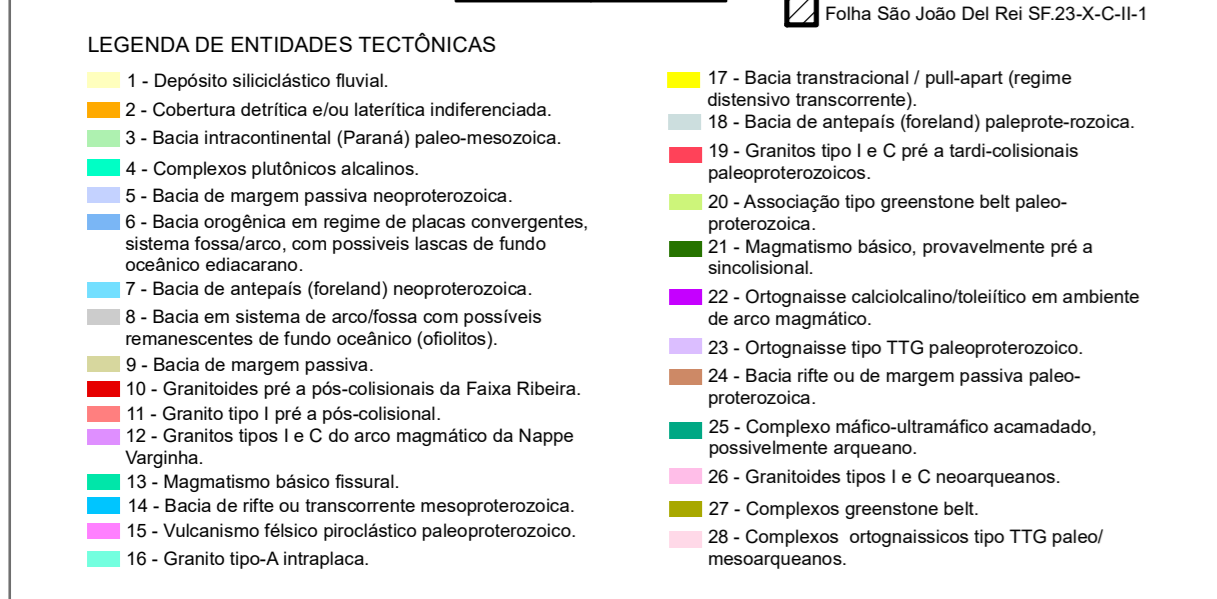 Folha São João Del Rei SF.23-X-C-II-1
LEGENDA DE ENTIDADES TECTÔNICAS
1 - Depósito siliciclástico fluvial.
2 - Cobertura detrítica e/ou laterítica indiferenciada.
3 - Bacia intracontinental (Paraná) paleo-mesozoica.
4 - Complexos plutônicos alcalinos.
5 - Bacia de margem passiva neoproterozoica.
6 - Bacia orogênica em regime de placas convergentes,
sistema fossa/arco, com possiveis lascas de fundo
oceânico ediacarano.
7 - Bacia de antepaís (foreland) neoproterozoica.
8 - Bacia em sistema de arco/fossa com possíveis
remanescentes de fundo oceânico (ofiolitos).
9 - Bacia de margem passiva.
10 - Granitoides pré a pós-colisionais da Faixa Ribeira.
11 - Granito tipo I pré a pós-colisional.
12 - Granitos tipos I e C do arco magmático da Nappe
Varginha.
13 - Magmatismo básico fissural.
14 - Bacia de rifte ou transcorrente mesoproterozoica.
15 - Vulcanismo félsico piroclástico paleoproterozoico.
16 - Granito tipo-A intraplaca.
17 - Bacia transtracional / pull-apart (regime
distensivo transcorrente).
18 - Bacia de antepaís (foreland) paleprote-rozoica.
19 - Granitos tipo I e C pré a tardi-colisionais
paleoproterozoicos.
20 - Associação tipo greenstone belt paleo-
proterozoica.
21 - Magmatismo básico, provavelmente pré a
sincolisional.
22 - Ortognaisse calciolcalino/toleiítico em ambiente
de arco magmático.
23 - Ortognaisse tipo TTG paleoproterozoico.
24 - Bacia rifte ou de margem passiva paleo-
proterozoica.
25 - Complexo máfico-ultramáfico acamadado,
possivelmente arqueano.
26 - Granitoides tipos I e C neoarqueanos.
27 - Complexos greenstone belt.
28 - Complexos ortognaissicos tipo TTG paleo/
mesoarqueanos.